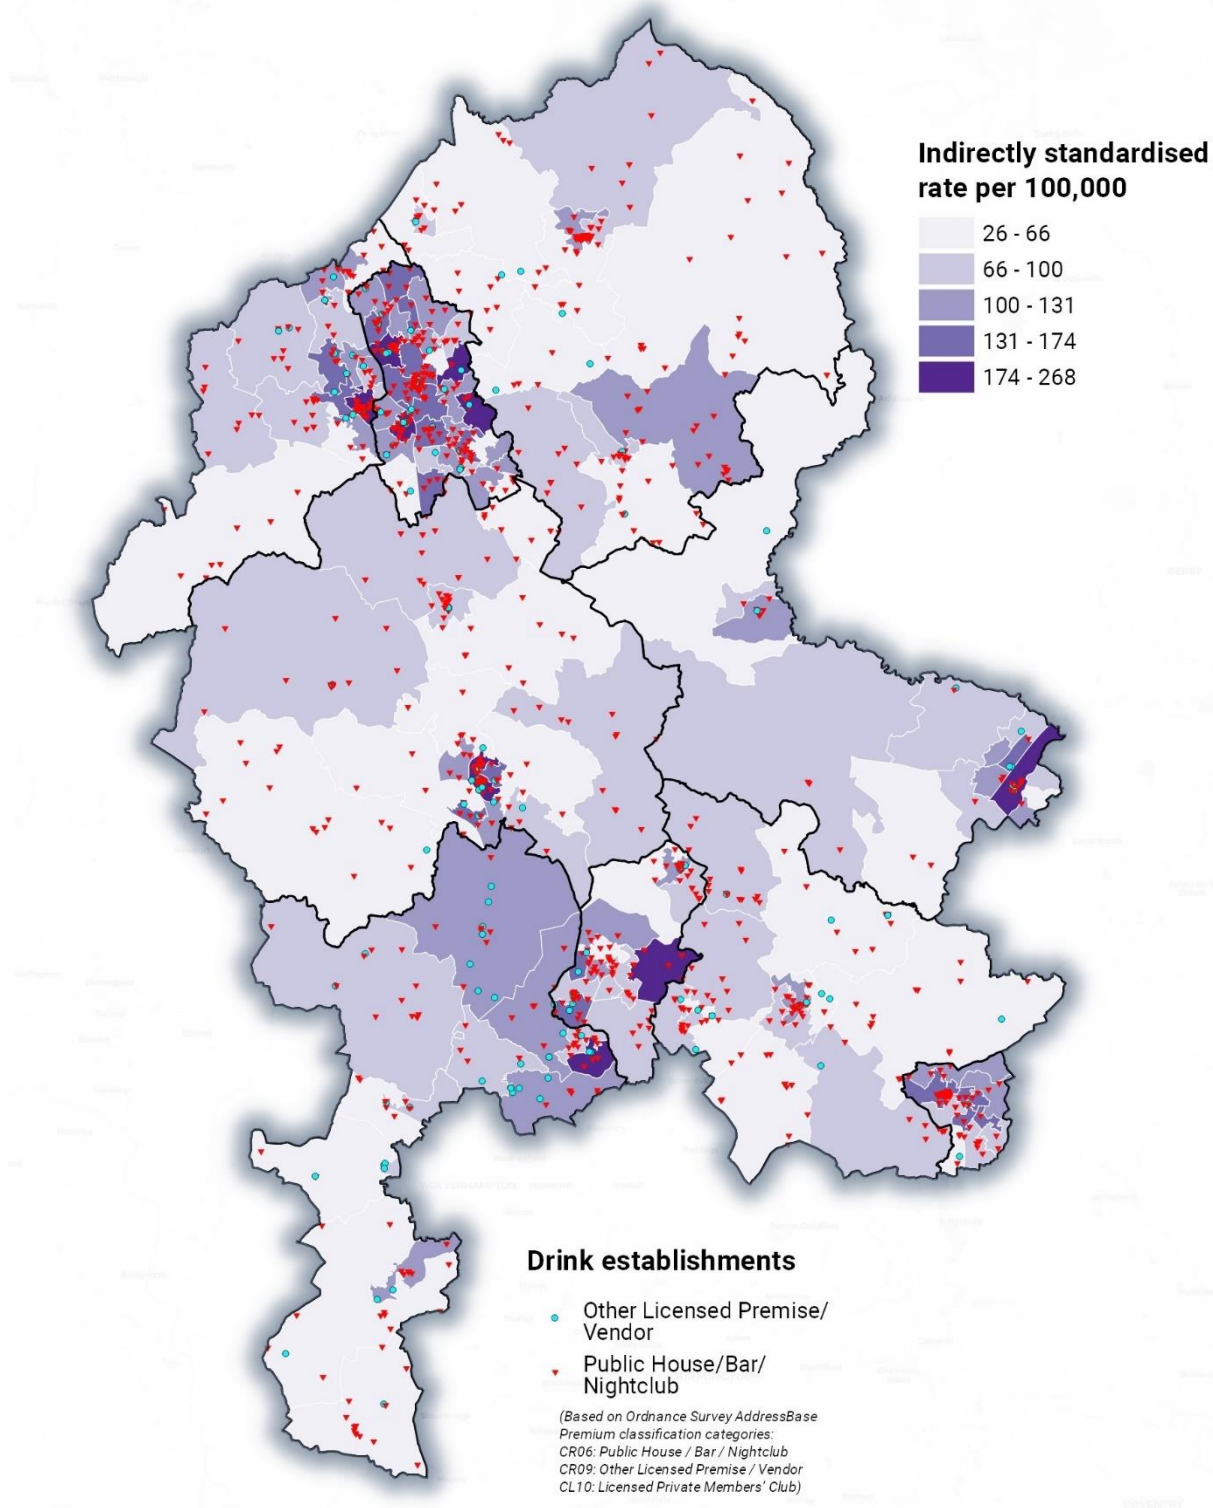 Indirectly standardised
rate per 100,000
26 - 66
66 - 100
100 - 131
131 - 174
174 - 268
Drink establishments
Other Licensed Premise/
Vendor
Public House/Bar/
Nightclub
(Based on Ordnance Survey AddressBase
Premium classification categories:
CR06: Public House / Bar / Nightclub
CR09: Other Licensed Premise / Vendor
CL10: Licensed Private Members' Club)